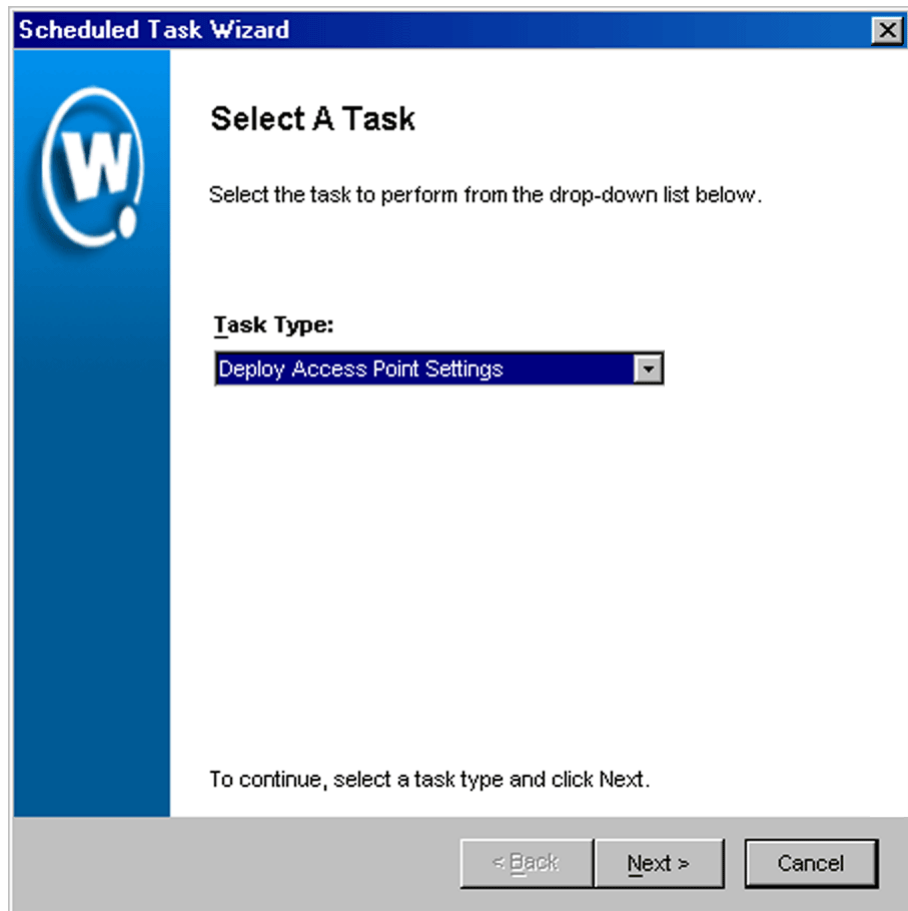 Scheduled Task Wizard
W
Select A Task
Select the task to perform from the drop-down list below.
Task Type:
Deploy Access Point Settings
To continue, select a task type and click Next.
< Back Next > Cancel